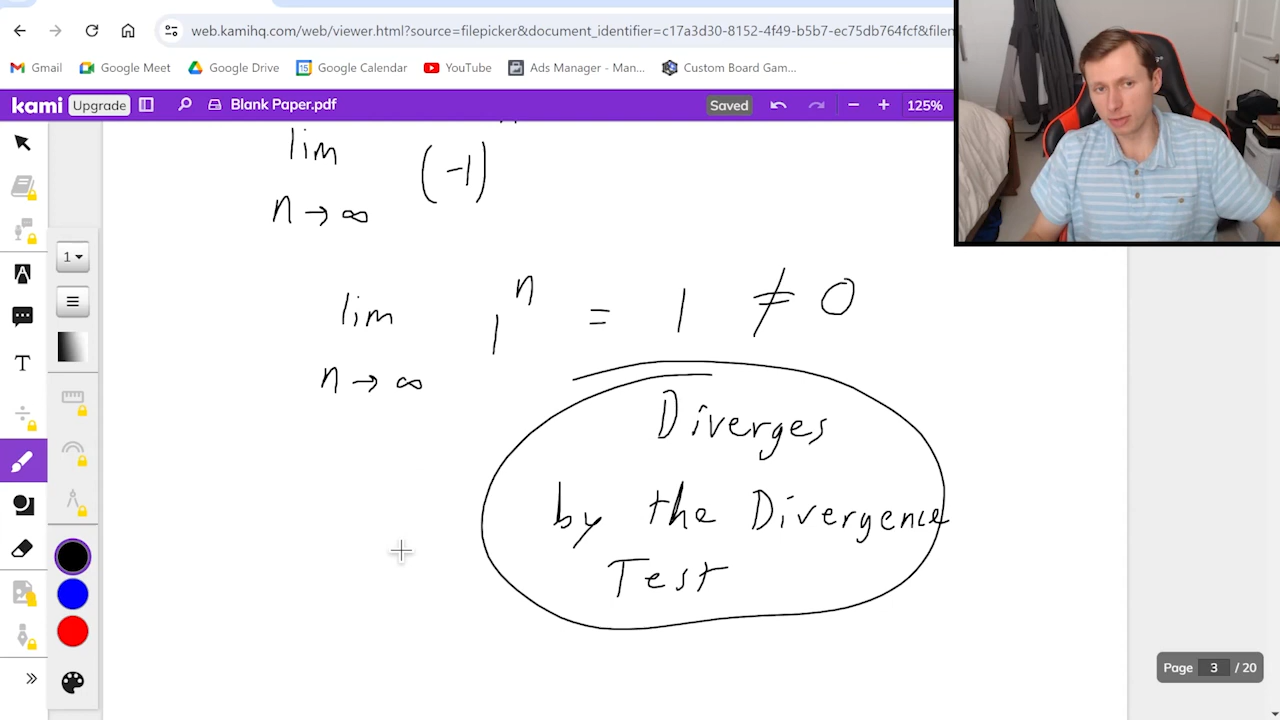 web.kamihq.com/web/viewer.html?source=filepicker&document_identifier=c17a3d30-8152-4f49-b5b7-ec75db764fcf&filen
Gmail Google Meet Google Drive 15 Google Calendar YouTube Ads Manager - Man... Custom Board Gam...
kami Upgrade Blank Paper.pdf Saved 125%
lim (-1)
n → ∞
1
lim 1^n = 1 ≠ 0
n → ∞
Diverges
by the Divergence
Test
T
Page 3 / 20